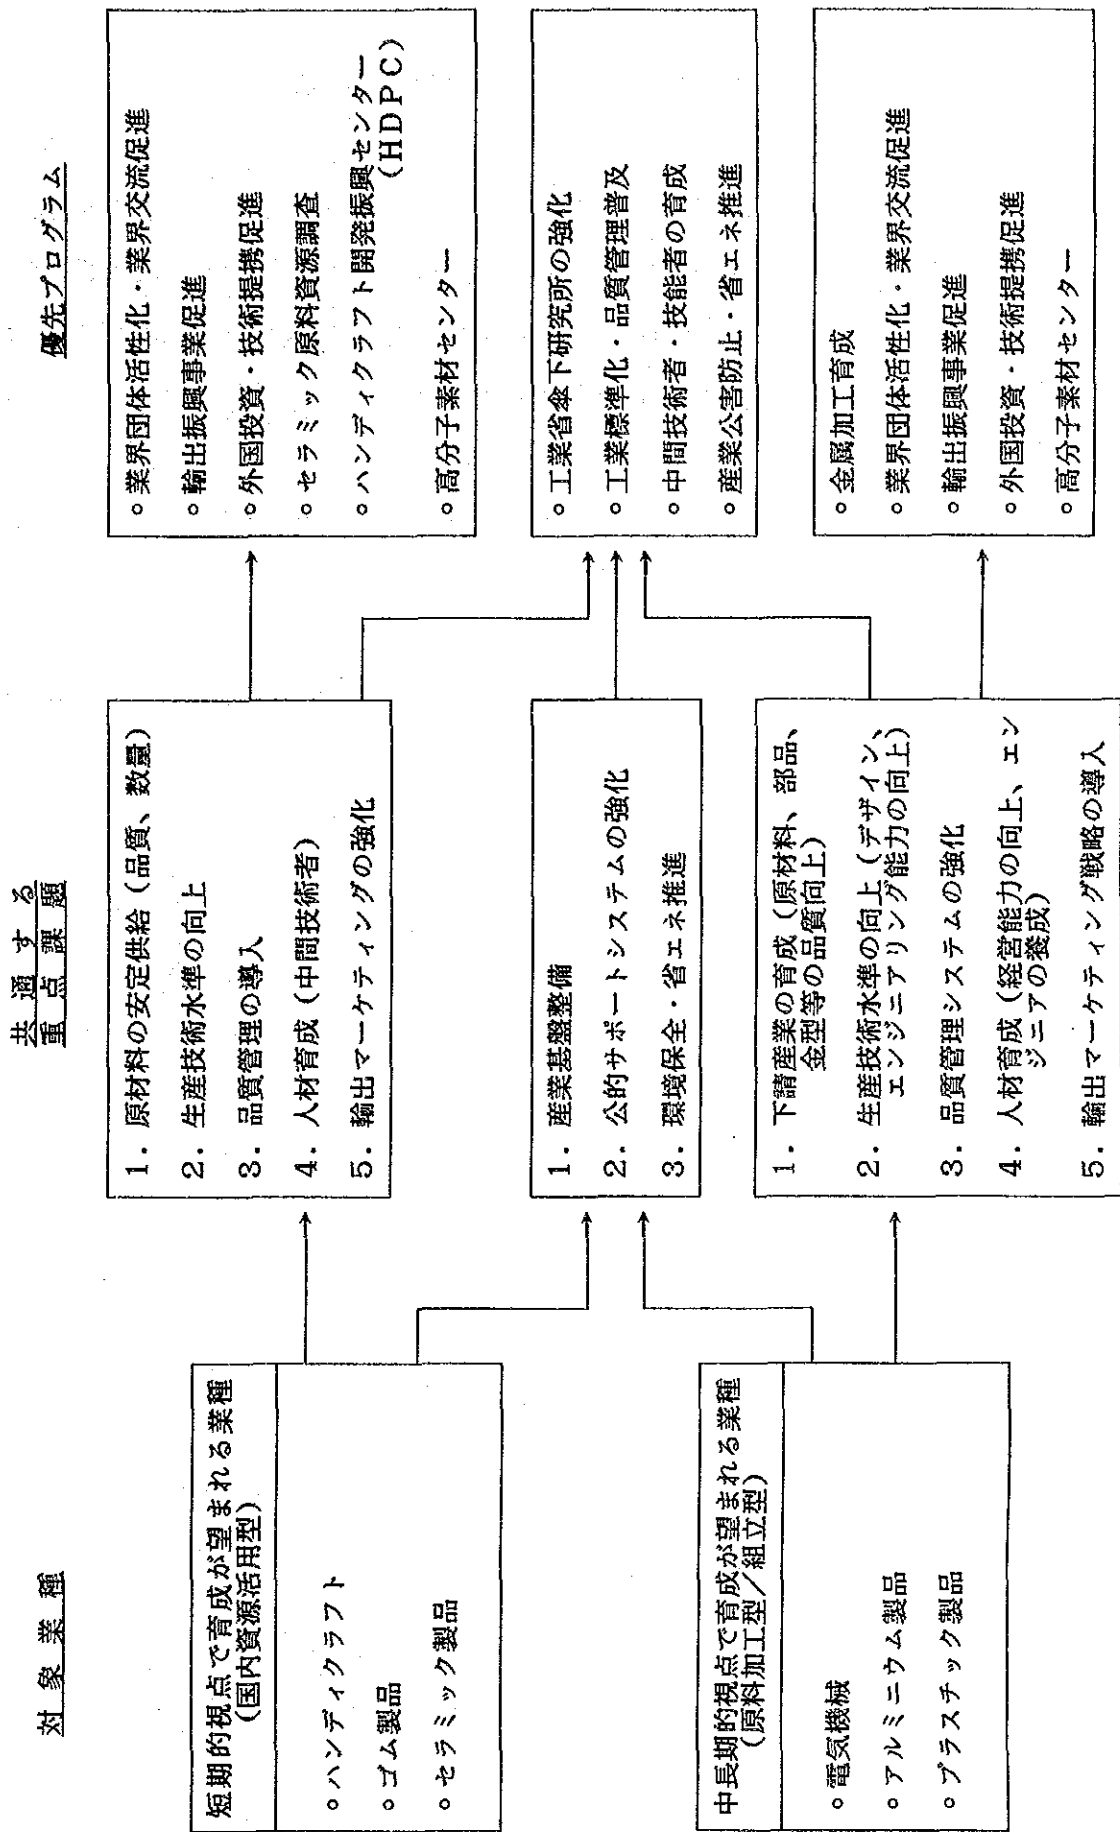 対象業種
短期的視点で育成が望まれる業種
(国内資源活用型)
○ハンディクラフト
○ゴム製品
○セラミック製品
中長期的視点で育成が望まれる業種
(原料加工型/組立型)
○電気機械
○アルミニウム製品
○プラスチック製品
共通する
重点課題
1. 原材料の安定供給(品質、数量)
2. 生産技術水準の向上
3. 品質管理の導入
4. 人材育成(中間技術者)
5. 輸出マーケティングの強化
1. 産業基盤整備
2. 公的サポートシステムの強化
3. 環境保全・省エネ推進
1. 下請産業の育成(原材料、部品、
金型等の品質向上)
2. 生産技術水準の向上(デザイン、
エンジニアリング能力の向上)
3. 品質管理システムの強化
4. 人材育成(経営能力の向上、エン
ジニアの養成)
5. 輸出マーケティング戦略の導入
優先プログラム
○業界団体活性化・業界交流促進
○輸出振興事業促進
○外国投資・技術提携促進
○セラミック原料資源調査
○ハンディクラフト開発振興センター
(HDPC)
○高分子素材センター
○工業省傘下研究所の強化
○工業標準化・品質管理普及
○中間技術者・技能者の育成
○産業公害防止・省エネ推進
○金属加工育成
○業界団体活性化・業界交流促進
○輸出振興事業促進
○外国投資・技術提携促進
○高分子素材センター